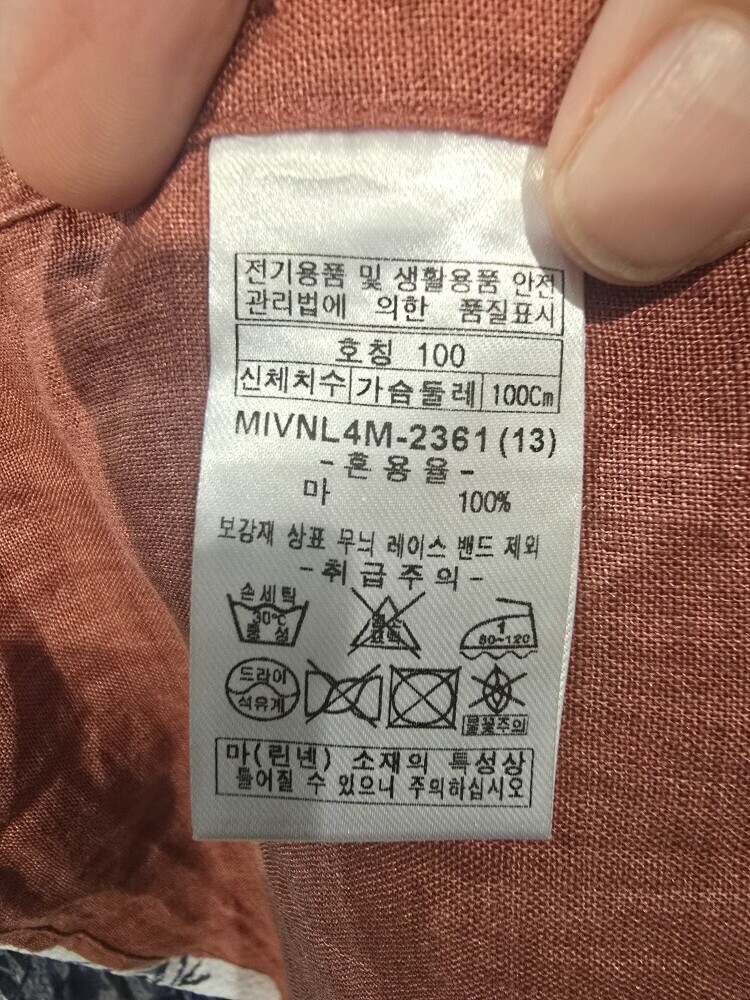 전기용품 및 생활용품 안전
관리법에 의한 품질표시
호칭 100
신체치수 가슴둘레 100Cm
MIVNL4M-2361 (13)
- 혼용율 -
마 100%
보강재 상표 무늬 레이스 밴드 제외
- 취급주의 -
손세탁
30℃
중성
1
80~120
드라이
석유계
불꽃주의
마(린넨) 소재의 특성상
틀어질 수 있으니 주의하십시오